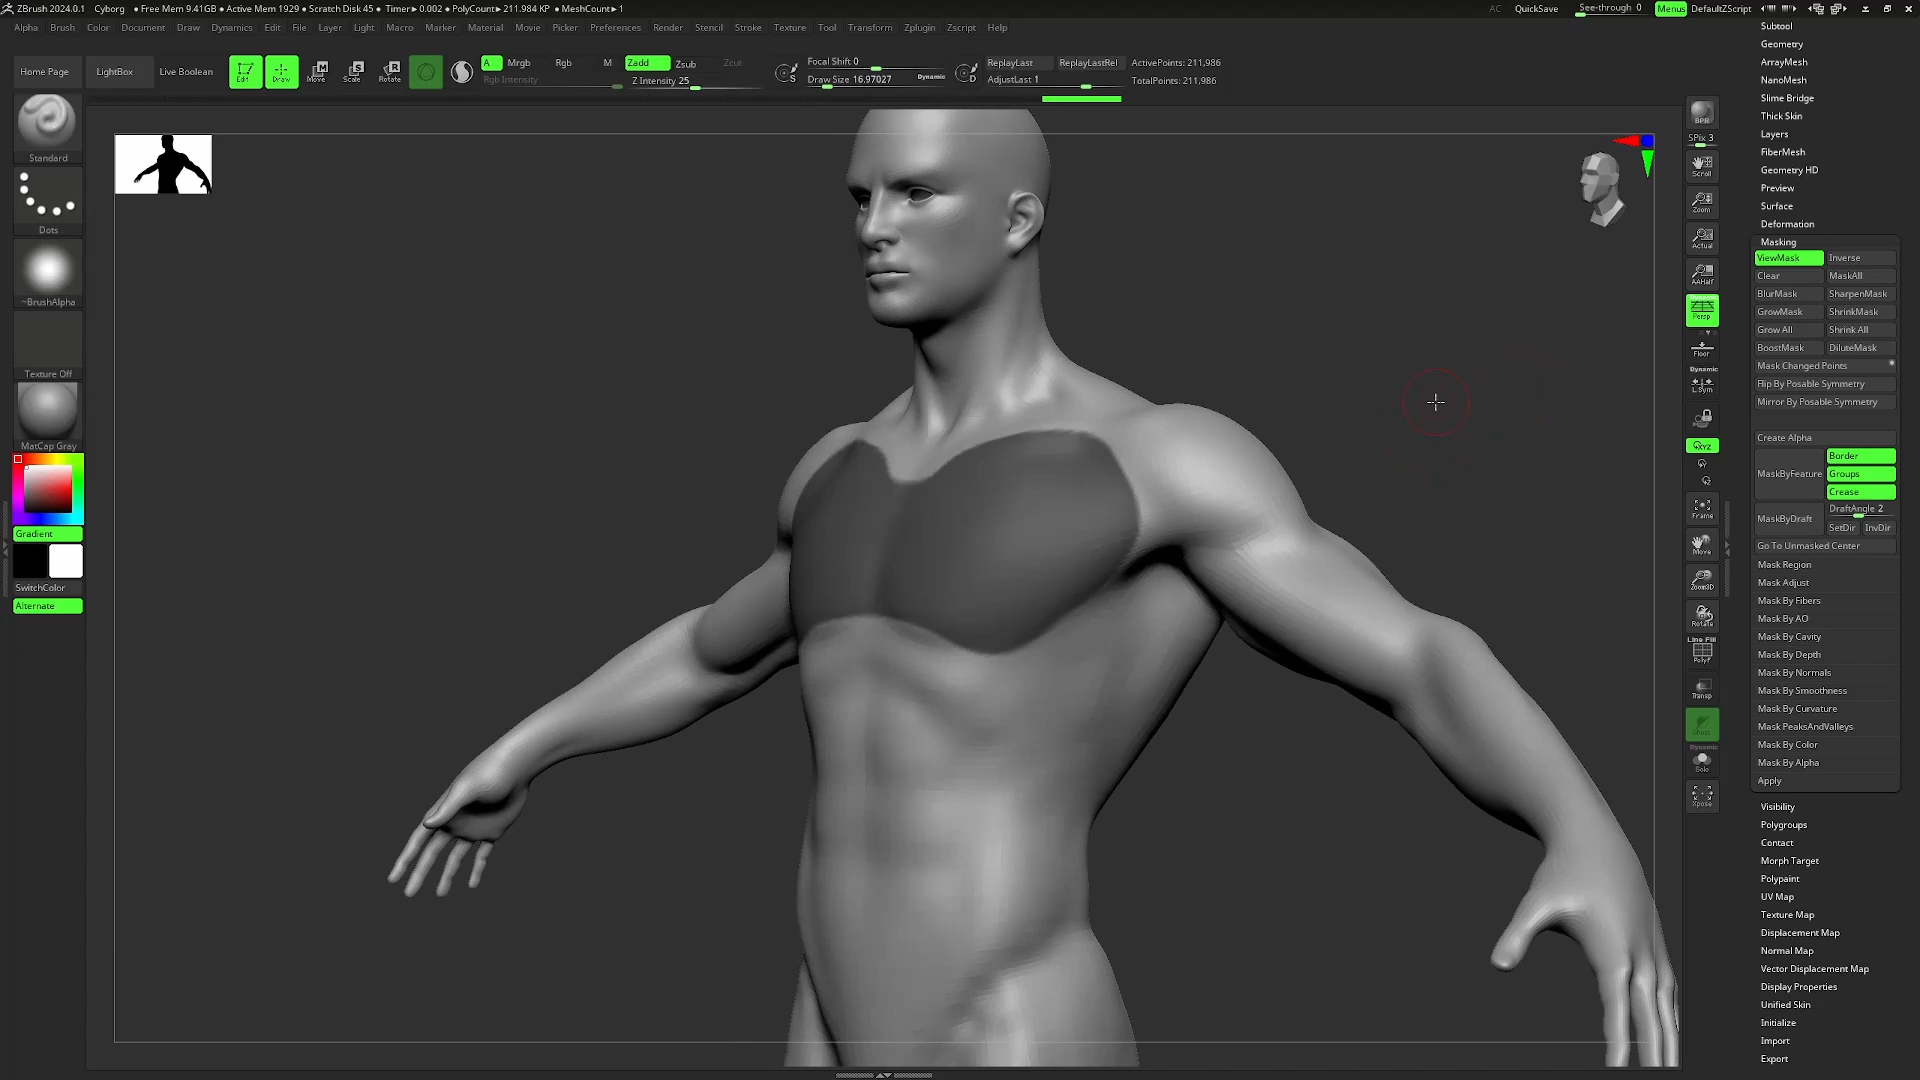 ZBrush 2024.0.1 Cyborg • Free Mem 9.41GB • Active Mem 1929 • Scratch Disk 45 • Timer▸0.002 • PolyCount▸211.984 KP • MeshCount▸1 AC QuickSave See-through 0 Menus DefaultZScript
Alpha Brush Color Document Draw Dynamics Edit File Layer Light Macro Marker Material Movie Picker Preferences Render Stencil Stroke Texture Tool Transform Zplugin Zscript Help
Home Page LightBox Live Boolean
Edit Draw Move Scale Rotate
A Mrgb Rgb M
Rgb Intensity
Zadd Zsub Zcut
Z Intensity 25
S
Focal Shift 0
Draw Size 16.97027 Dynamic
D
ReplayLast ReplayLastRel
AdjustLast 1
ActivePoints: 211,986
TotalPoints: 211,986
Standard
Dots
~BrushAlpha
Texture Off
MatCap Gray
Gradient
SwitchColor
Alternate
BPR
SPix 3
Scroll
Zoom
Actual
AAHalf
Dynamic
Persp
Floor
Dynamic
L.Sym
XYZ
Frame
Move
Zoom3D
Rotate
Line Fill
PolyF
Transp
Ghost
Dynamic
Solo
Xpose
Subtool
Geometry
ArrayMesh
NanoMesh
Slime Bridge
Thick Skin
Layers
FiberMesh
Geometry HD
Preview
Surface
Deformation
Masking
ViewMask Inverse
Clear MaskAll
BlurMask SharpenMask
GrowMask ShrinkMask
Grow All Shrink All
BoostMask DiluteMask
Mask Changed Points
Flip By Posable Symmetry
Mirror By Posable Symmetry
Create Alpha
MaskByFeature
Border
Groups
Crease
MaskByDraft
DraftAngle 2
SetDir InvDir
Go To Unmasked Center
Mask Region
Mask Adjust
Mask By Fibers
Mask By AO
Mask By Cavity
Mask By Depth
Mask By Normals
Mask By Smoothness
Mask By Curvature
Mask PeaksAndValleys
Mask By Color
Mask By Alpha
Apply
Visibility
Polygroups
Contact
Morph Target
Polypaint
UV Map
Texture Map
Displacement Map
Normal Map
Vector Displacement Map
Display Properties
Unified Skin
Initialize
Import
Export